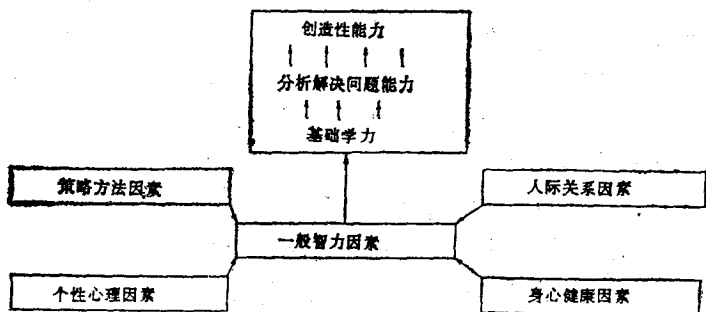 创造性能力
分析解决问题能力
基础学力
策略方法因素
人际关系因素
一般智力因素
个性心理因素
身心健康因素